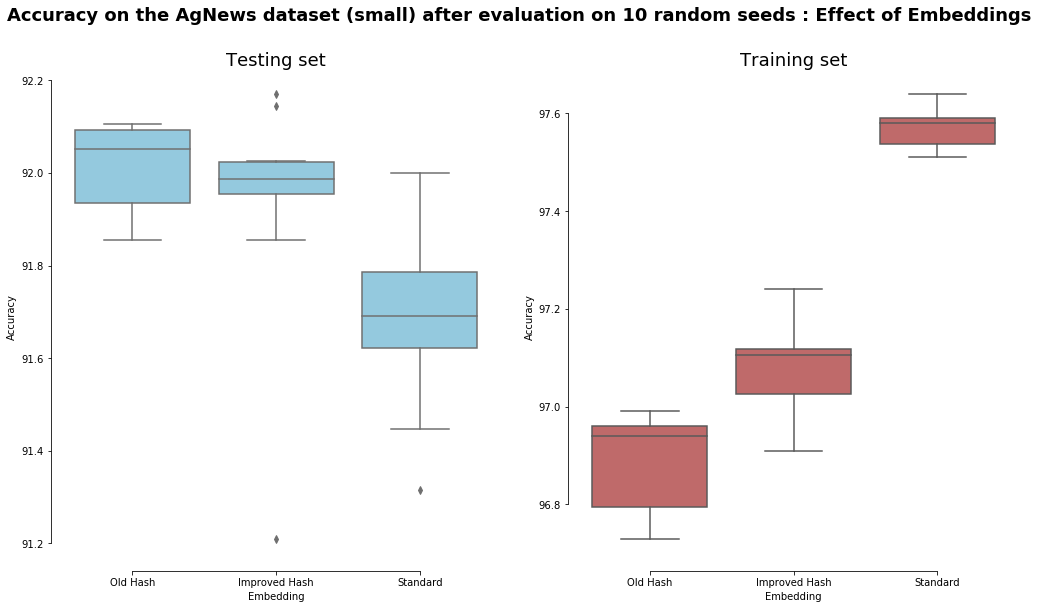 Accuracy on the AgNews dataset (small) after evaluation on 10 random seeds : Effect of Embeddings
Testing set
92.2
92.0
91.8
91.6
91.4
91.2
Accuracy
Old Hash
Improved Hash
Standard
Embedding
Training set
97.6
97.4
97.2
97.0
96.8
Accuracy
Old Hash
Improved Hash
Standard
Embedding